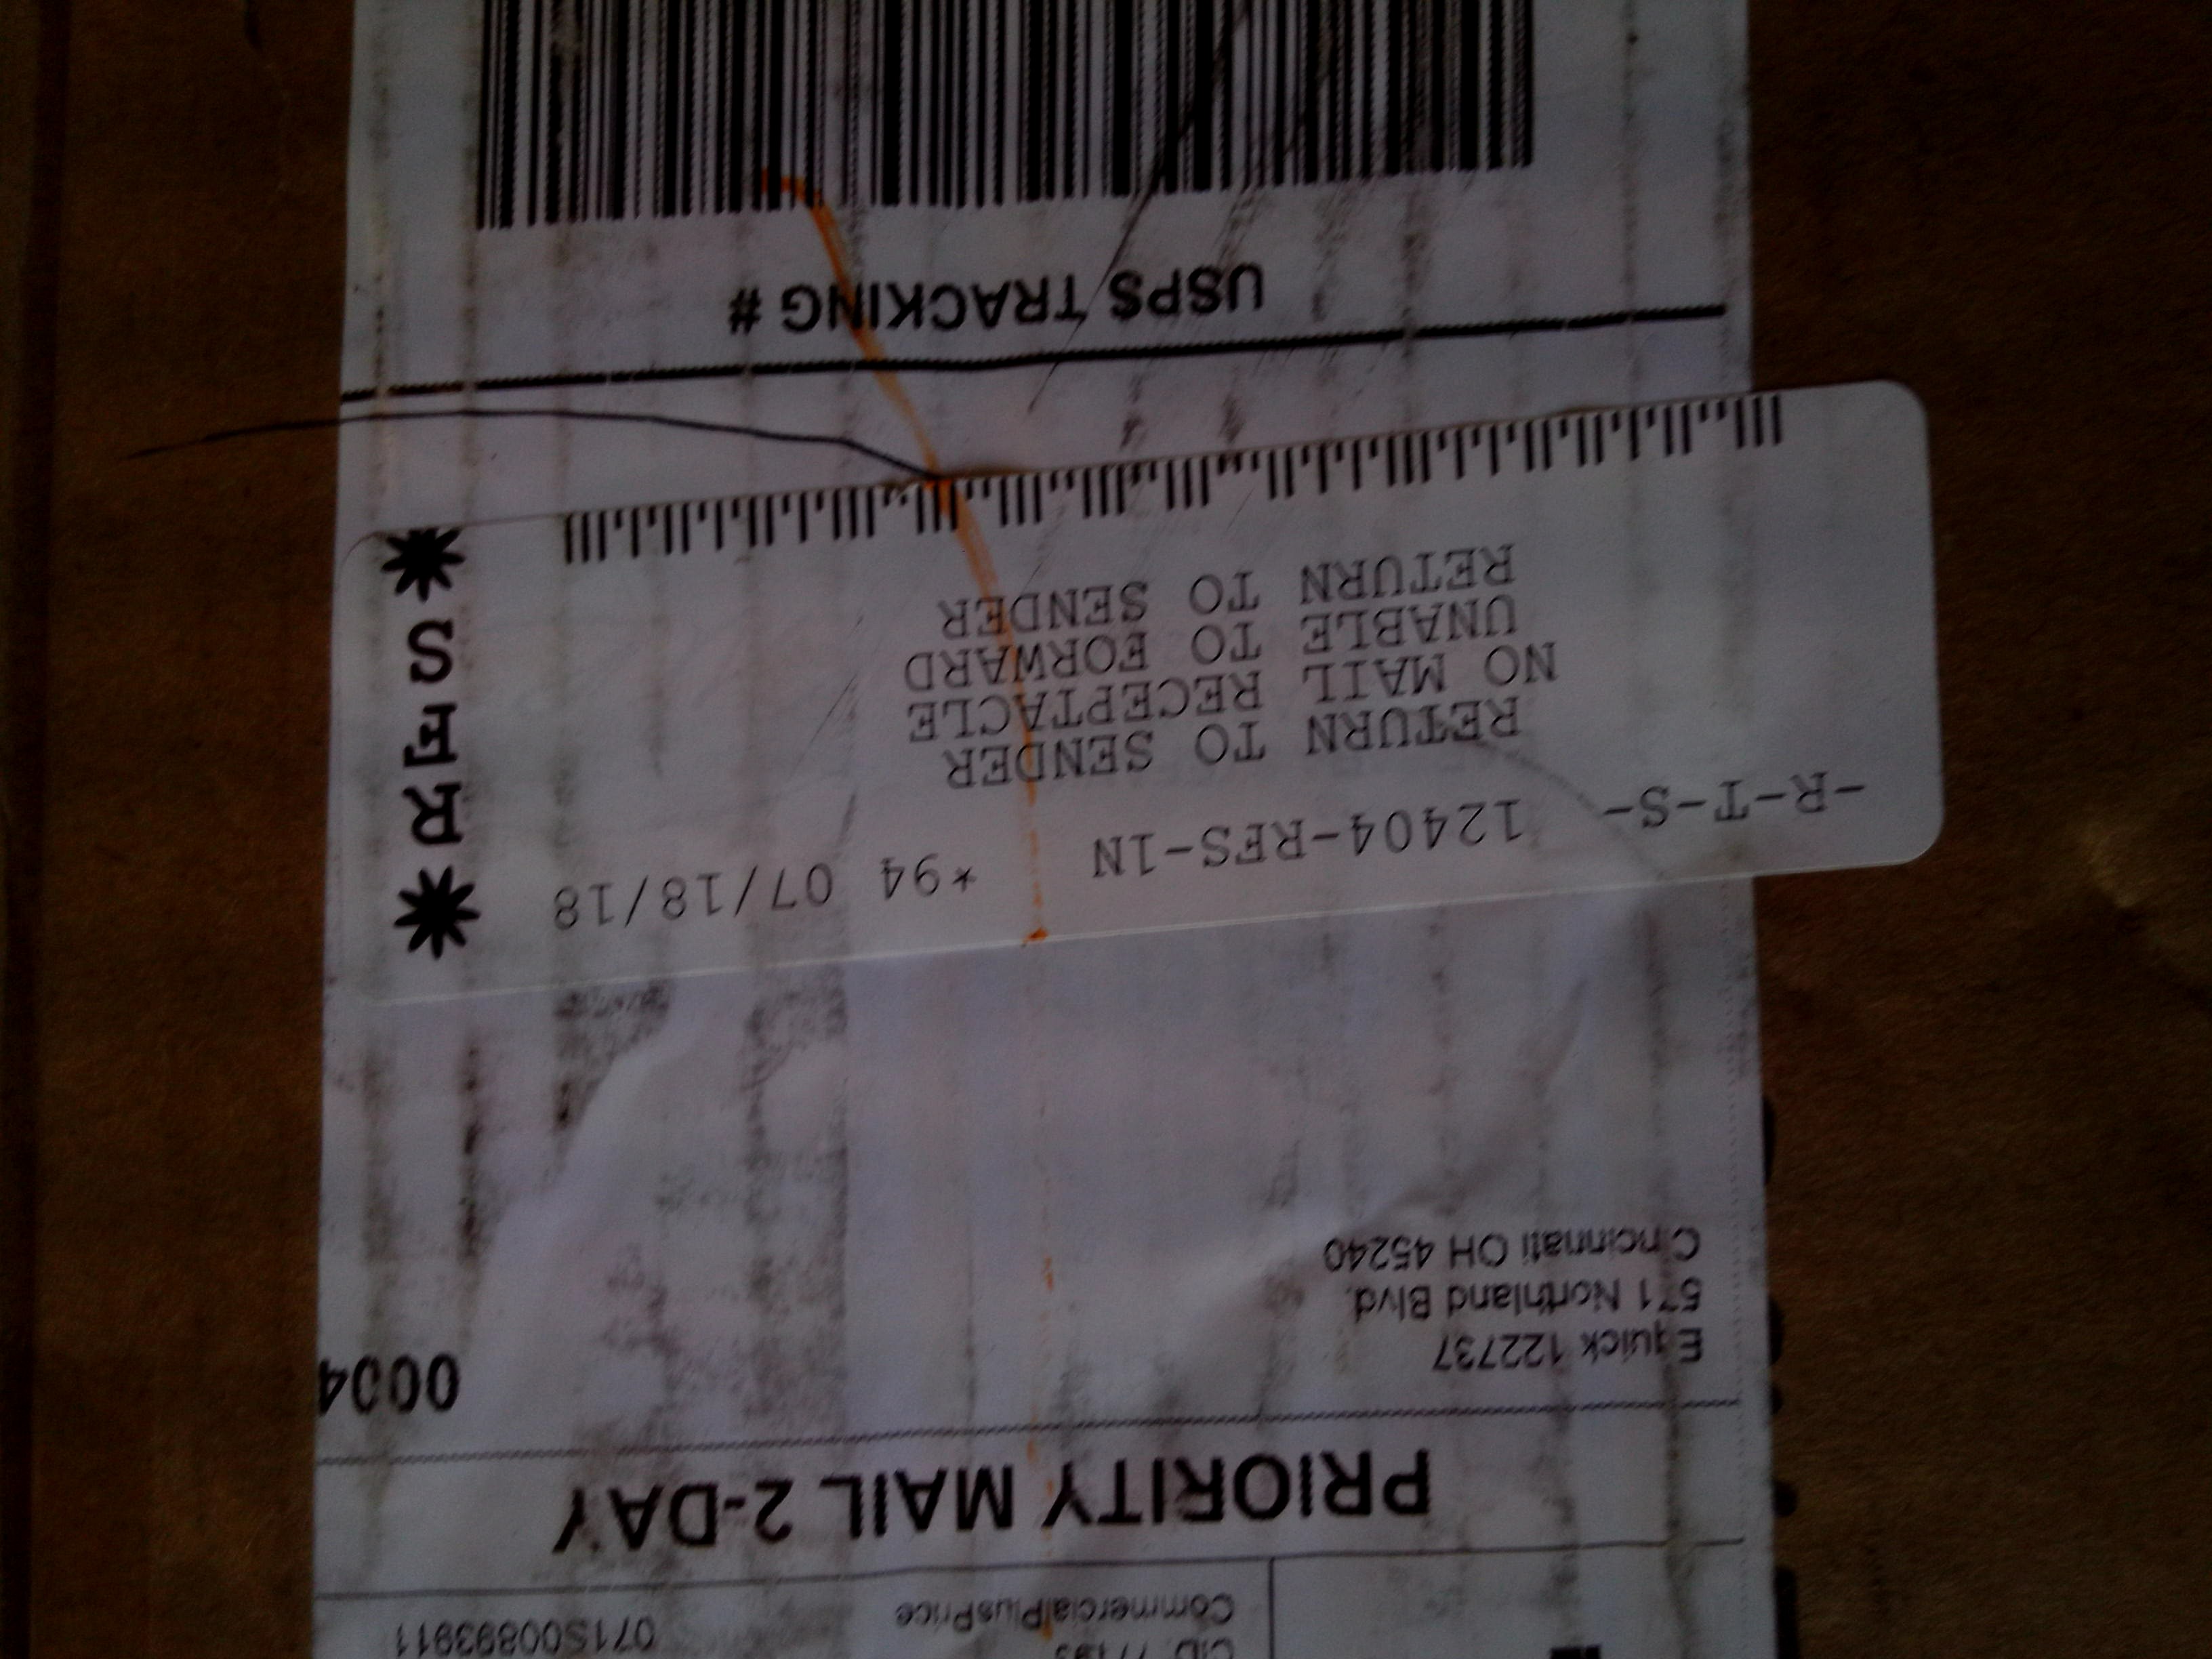 071S00893911
CommercialPlusPrice
PRIORITY MAIL 2-DAY
Equick 122737
571 Northland Blvd.
Cincinnati OH 45240
0004
-R-T-S- 12404-RFS-1N *94 07/18/18
RETURN TO SENDER
NO MAIL RECEPTACLE
UNABLE TO FORWARD
RETURN TO SENDER
*RES*
USPS TRACKING #